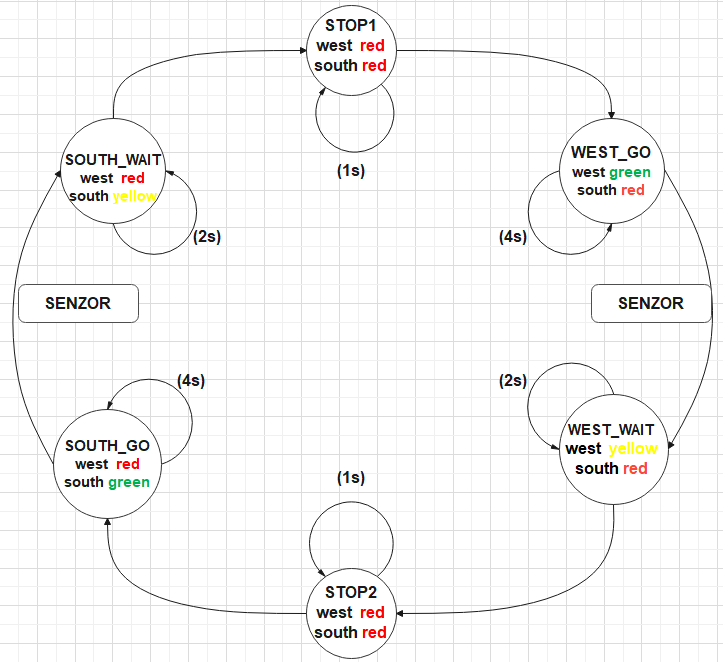 STOP1
west red
south red
(1s)
SOUTH_WAIT
west red
south yellow
(2s)
WEST_GO
west green
south red
(4s)
SENZOR
SENZOR
(4s)
SOUTH_GO
west red
south green
(2s)
WEST_WAIT
west yellow
south red
(1s)
STOP2
west red
south red